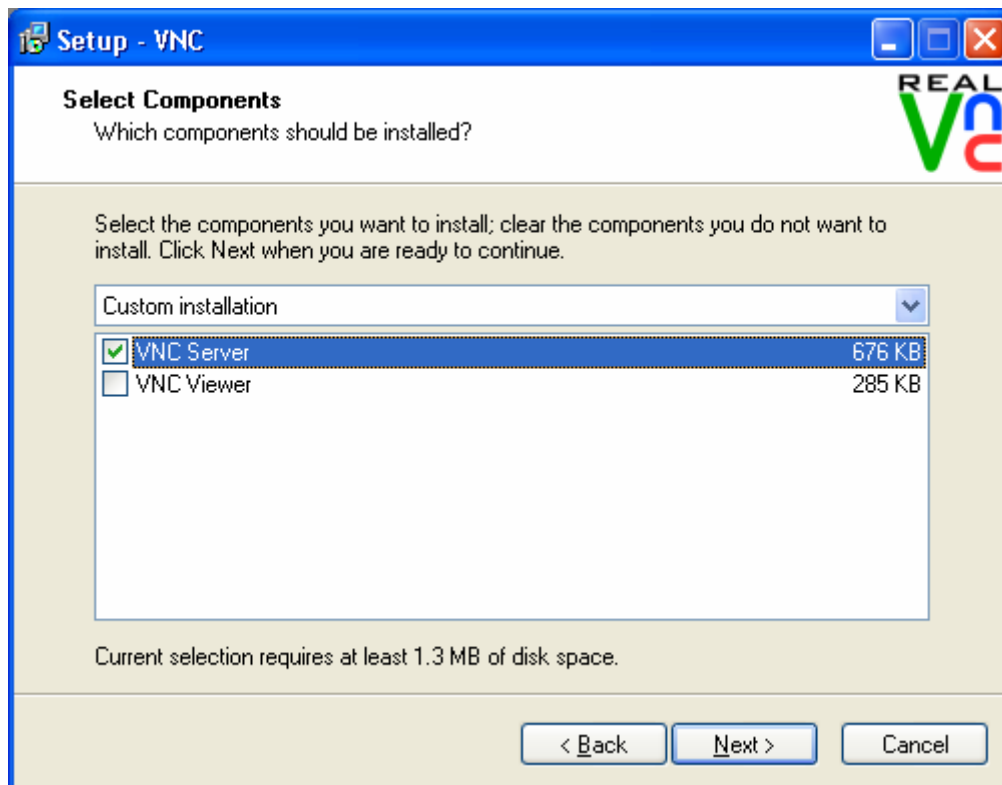 Setup - VNC
Select Components
Which components should be installed?
REAL
Vnc
Select the components you want to install; clear the components you do not want to
install. Click Next when you are ready to continue.
Custom installation
VNC Server 676 KB
VNC Viewer 285 KB
Current selection requires at least 1.3 MB of disk space.
< Back Next > Cancel